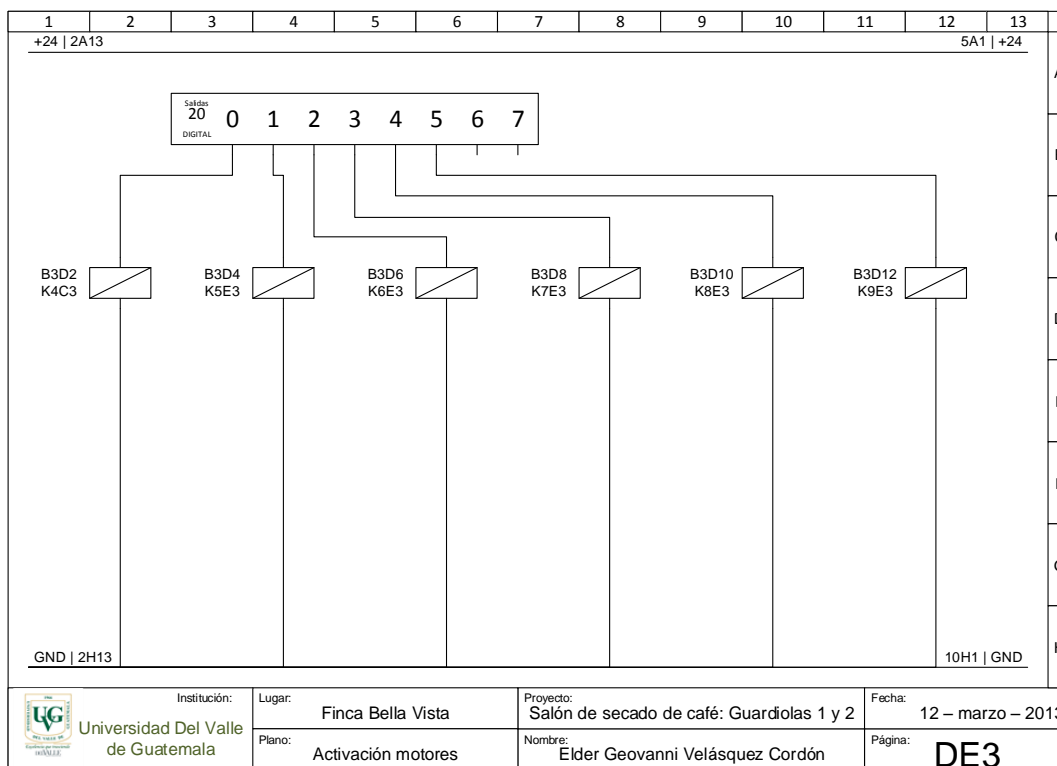 1 2 3 4 5 6 7 8 9 10 11 12 13
+24 | 2A13
5A1 | +24
Salidas
20
DIGITAL
0 1 2 3 4 5 6 7
B3D2
K4C3
B3D4
K5E3
B3D6
K6E3
B3D8
K7E3
B3D10
K8E3
B3D12
K9E3
GND | 2H13
10H1 | GND
UVG
Institución:
Universidad Del Valle
de Guatemala
Lugar:
Finca Bella Vista
Plano:
Activación motores
Proyecto:
Salón de secado de café: Guardiolas 1 y 2
Nombre:
Elder Geovanni Velásquez Cordón
Fecha:
12 – marzo – 2013
Página:
DE3